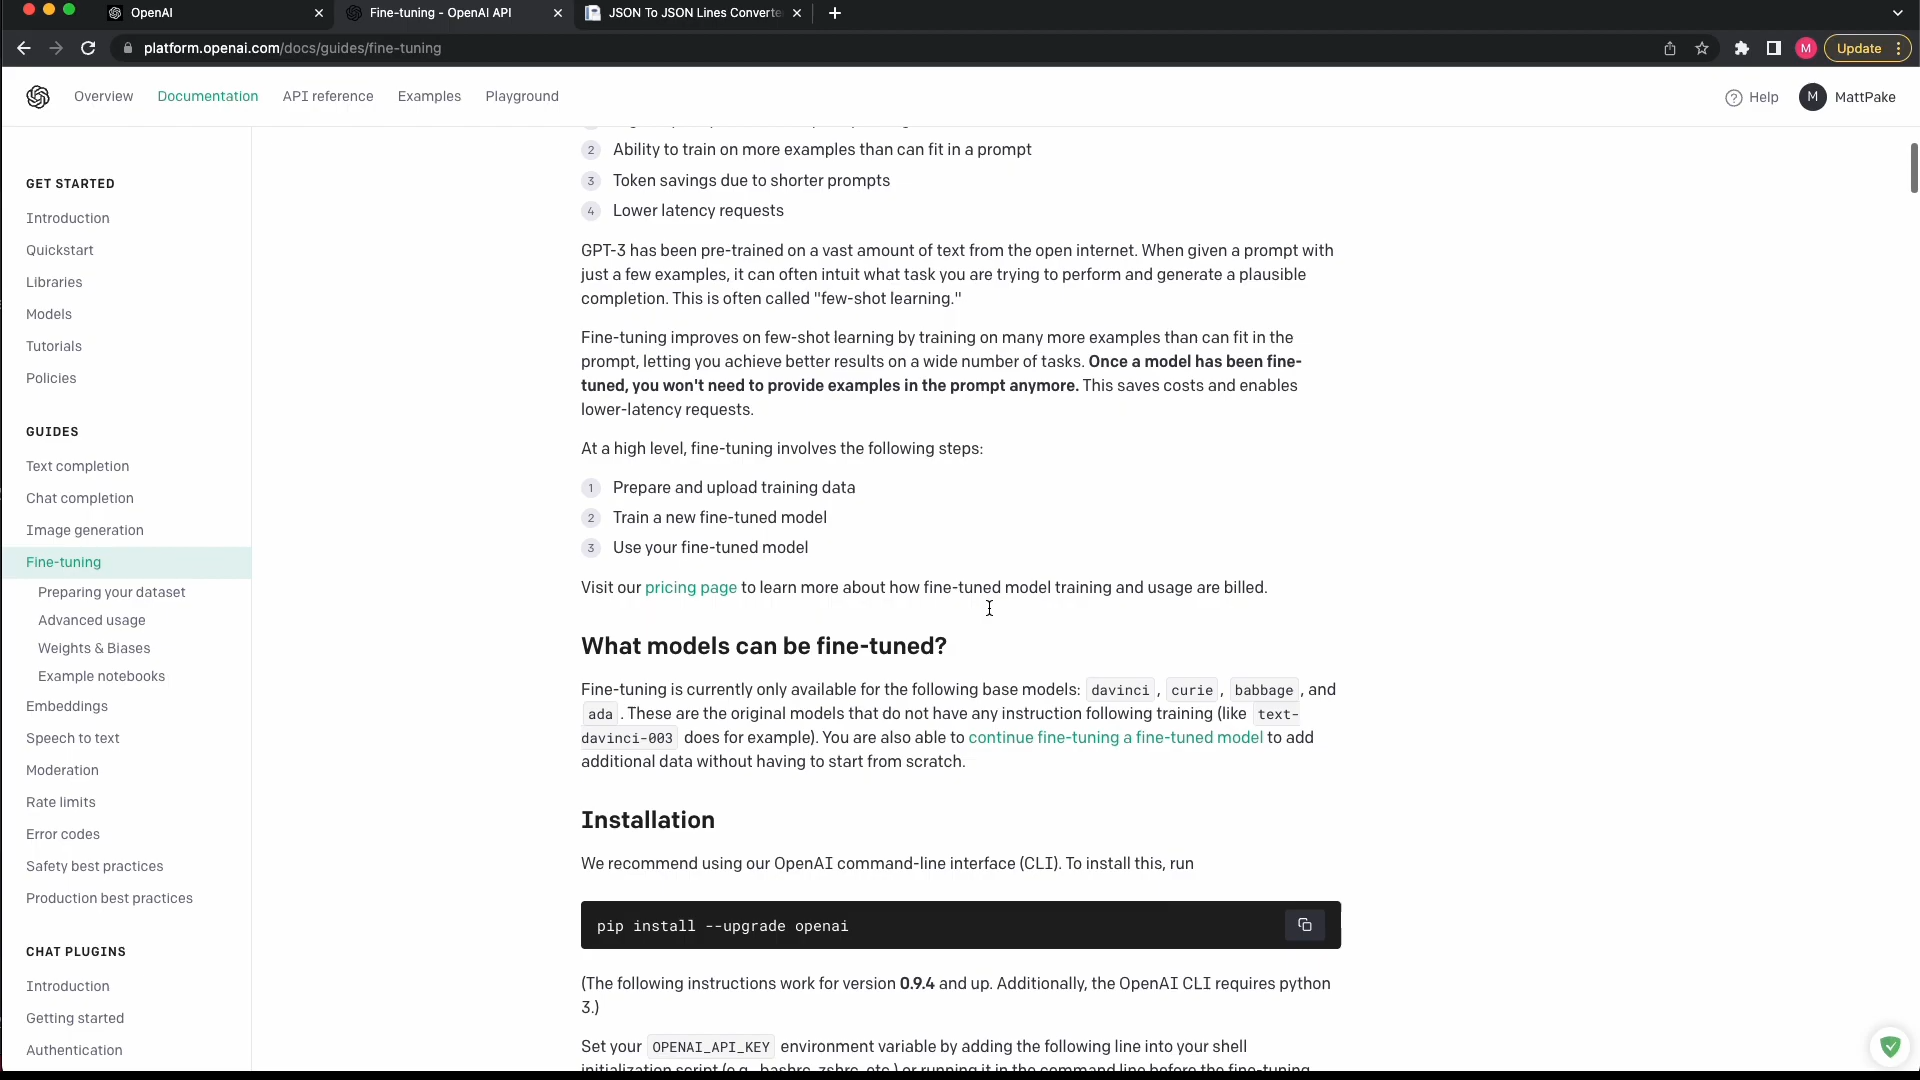 OpenAI
Fine-tuning - OpenAI API
JSON To JSON Lines Converte
platform.openai.com/docs/guides/fine-tuning
M
Update
Overview
Documentation
API reference
Examples
Playground
Help
M
MattPake
GET STARTED
Introduction
Quickstart
Libraries
Models
Tutorials
Policies
GUIDES
Text completion
Chat completion
Image generation
Fine-tuning
Preparing your dataset
Advanced usage
Weights & Biases
Example notebooks
Embeddings
Speech to text
Moderation
Rate limits
Error codes
Safety best practices
Production best practices
CHAT PLUGINS
Introduction
Getting started
Authentication
2 Ability to train on more examples than can fit in a prompt
3 Token savings due to shorter prompts
4 Lower latency requests
GPT-3 has been pre-trained on a vast amount of text from the open internet. When given a prompt with
just a few examples, it can often intuit what task you are trying to perform and generate a plausible
completion. This is often called "few-shot learning."
Fine-tuning improves on few-shot learning by training on many more examples than can fit in the
prompt, letting you achieve better results on a wide number of tasks. Once a model has been fine-
tuned, you won't need to provide examples in the prompt anymore. This saves costs and enables
lower-latency requests.
At a high level, fine-tuning involves the following steps:
1 Prepare and upload training data
2 Train a new fine-tuned model
3 Use your fine-tuned model
Visit our pricing page to learn more about how fine-tuned model training and usage are billed.
What models can be fine-tuned?
Fine-tuning is currently only available for the following base models: davinci , curie , babbage , and
ada . These are the original models that do not have any instruction following training (like text-
davinci-003 does for example). You are also able to continue fine-tuning a fine-tuned model to add
additional data without having to start from scratch.
Installation
We recommend using our OpenAI command-line interface (CLI). To install this, run
pip install --upgrade openai
(The following instructions work for version 0.9.4 and up. Additionally, the OpenAI CLI requires python
3.)
Set your OPENAI_API_KEY environment variable by adding the following line into your shell
initialization script (e.g. .bashrc, zshrc, etc.) or running it in the command line before the fine-tuning